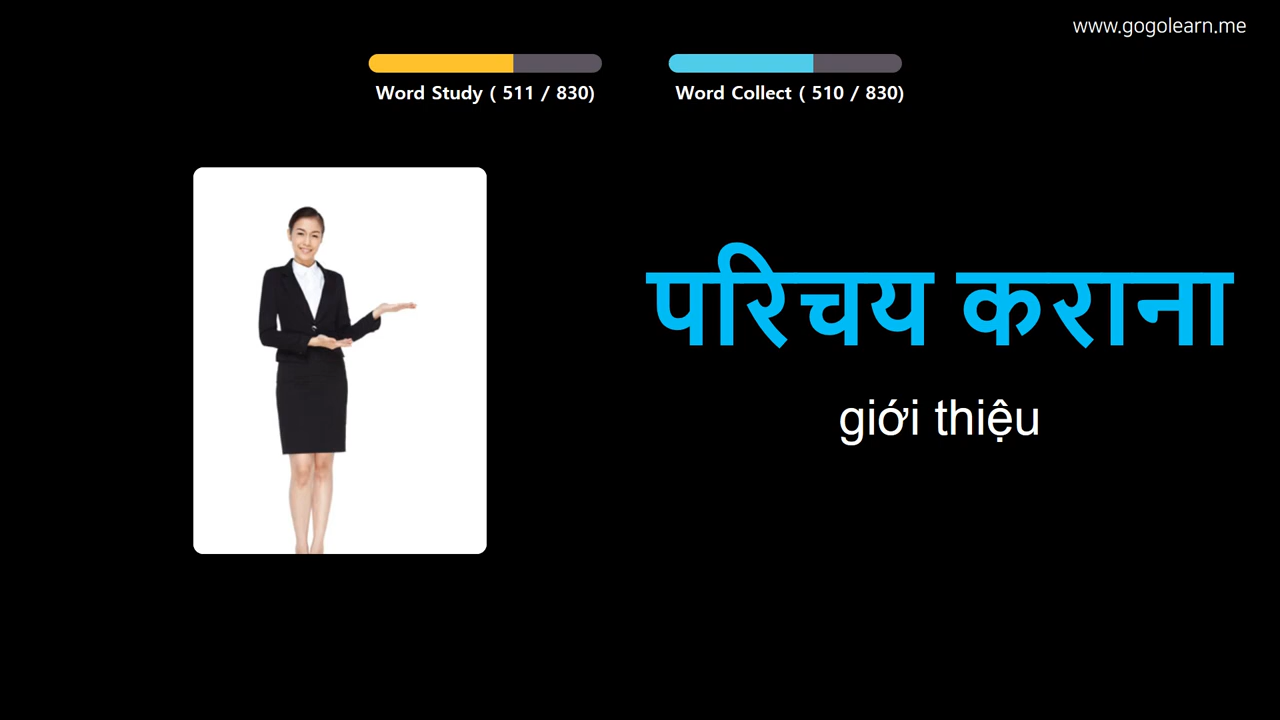 www.gogolearn.me
Word Study ( 511 / 830)
Word Collect ( 510 / 830)
परिचय कराना
giới thiệu